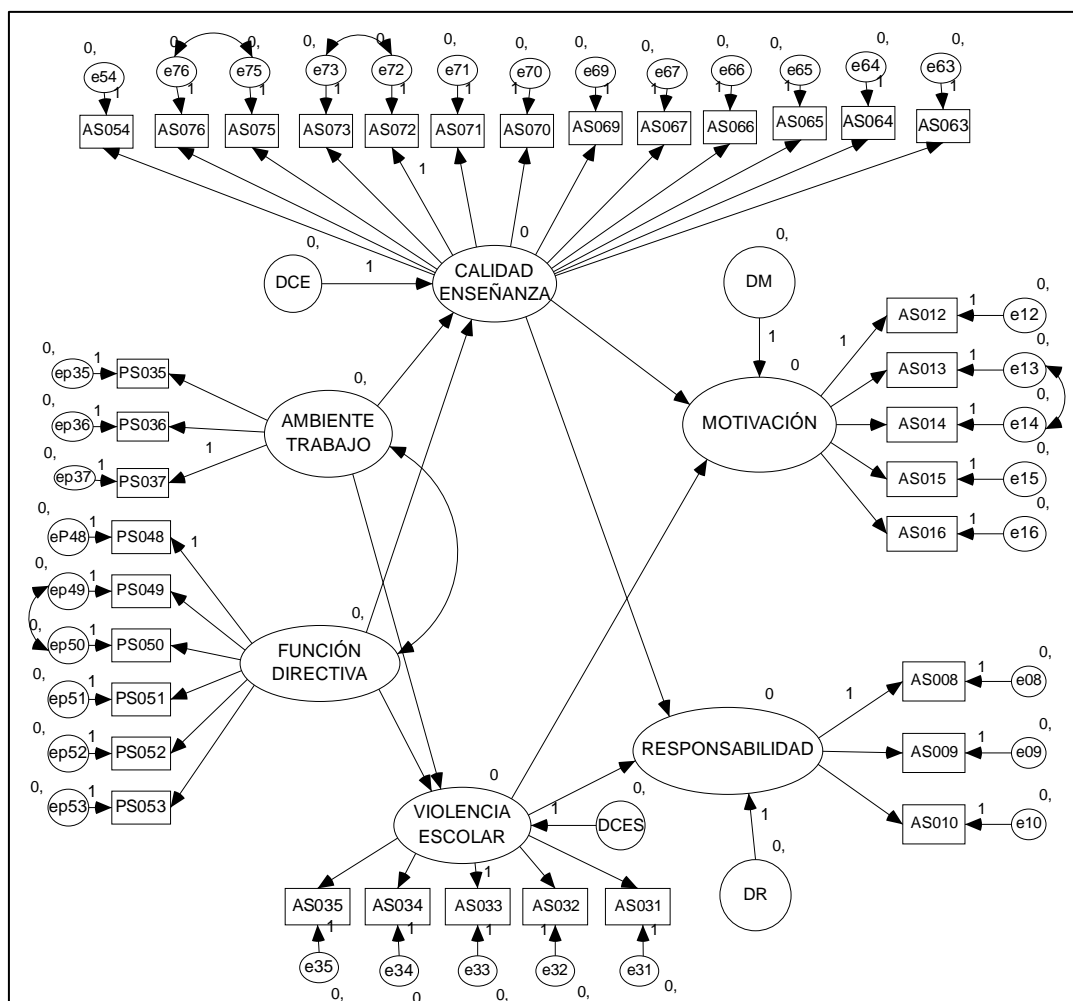 0, 0, 0, 0, 0, 0, 0, 0, 0, 0, 0, 0, 0,
e54 e76 e75 e73 e72 e71 e70 e69 e67 e66 e65 e64 e63
1 1 1 1 1 1 1 1 1 1 1 1 1
AS054 AS076 AS075 AS073 AS072 AS071 AS070 AS069 AS067 AS066 AS065 AS064 AS063
1
0, 0 0,
DCE 1 CALIDAD DM
ENSEÑANZA
0,
AS012 1 e12
1 1
0, 0 0,
ep35 1 PS035 AS013 1 e13
0, 0, 0,
ep36 1 PS036 AMBIENTE MOTIVACIÓN AS014 1 e14
TRABAJO
0, 1 0,
ep37 1 PS037 AS015 1 e15
0, 0,
eP48 1 PS048 1 AS016 1 e16
0,
ep49 1 PS049
0, 0,
ep50 1 PS050 FUNCIÓN
DIRECTIVA
0, 0,
ep51 1 PS051 AS008 1 e08
0 1
0, 0,
ep52 1 PS052 RESPONSABILIDAD AS009 1 e09
0, 0 0, 0,
ep53 1 PS053 VIOLENCIA 1 DCES AS010 1 e10
ESCOLAR 1
0,
1 DR
AS035 AS034 AS033 AS032 AS031
1 1 1 1 1
e35 e34 e33 e32 e31
0, 0, 0, 0, 0,